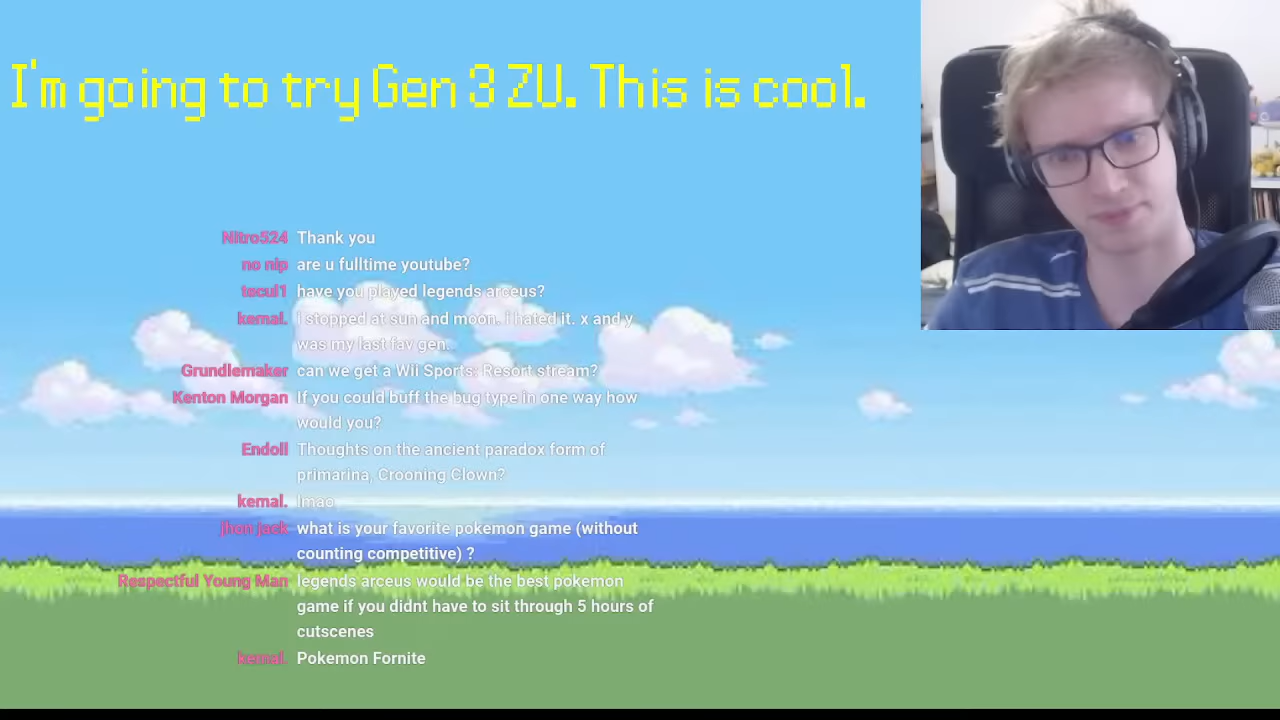 I'm going to try Gen 3 ZU. This is cool.
Nitro524 Thank you
no nip are u fulltime youtube?
tecul1 have you played legends arceus?
kemal. i stopped at sun and moon. i hated it. x and y
was my last fav gen..
Grundlemaker can we get a Wii Sports: Resort stream?
Kenton Morgan If you could buff the bug type in one way how
would you?
Endoll Thoughts on the ancient paradox form of
primarina, Crooning Clown?
kemal. lmao
jhon jack what is your favorite pokemon game (without
counting competitive) ?
Respectful Young Man legends arceus would be the best pokemon
game if you didnt have to sit through 5 hours of
cutscenes
kemal. Pokemon Fornite